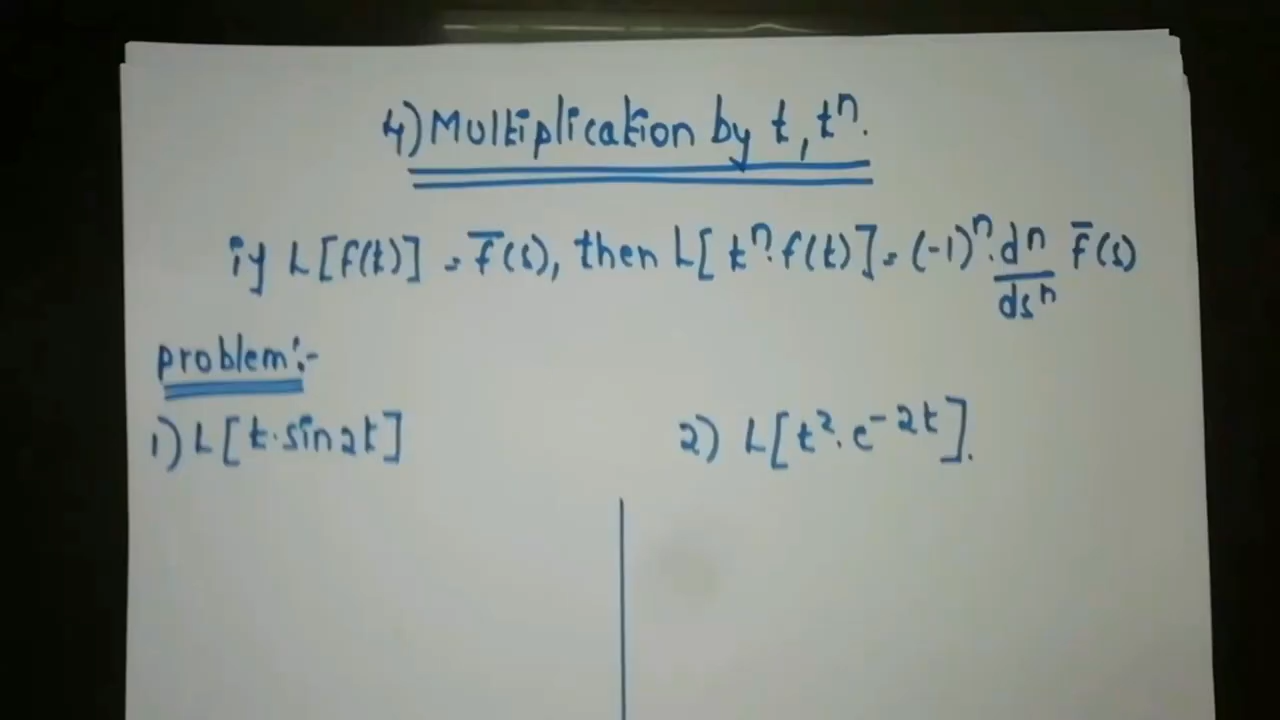 4) Multiplication by t, tⁿ.
if L[f(t)] = f̅(s), then L[tⁿ.f(t)] = (-1)ⁿ. dⁿ/dsⁿ f̅(s)
problem:-
1) L[t.sin2t]
2) L[t².e⁻²ᵗ].